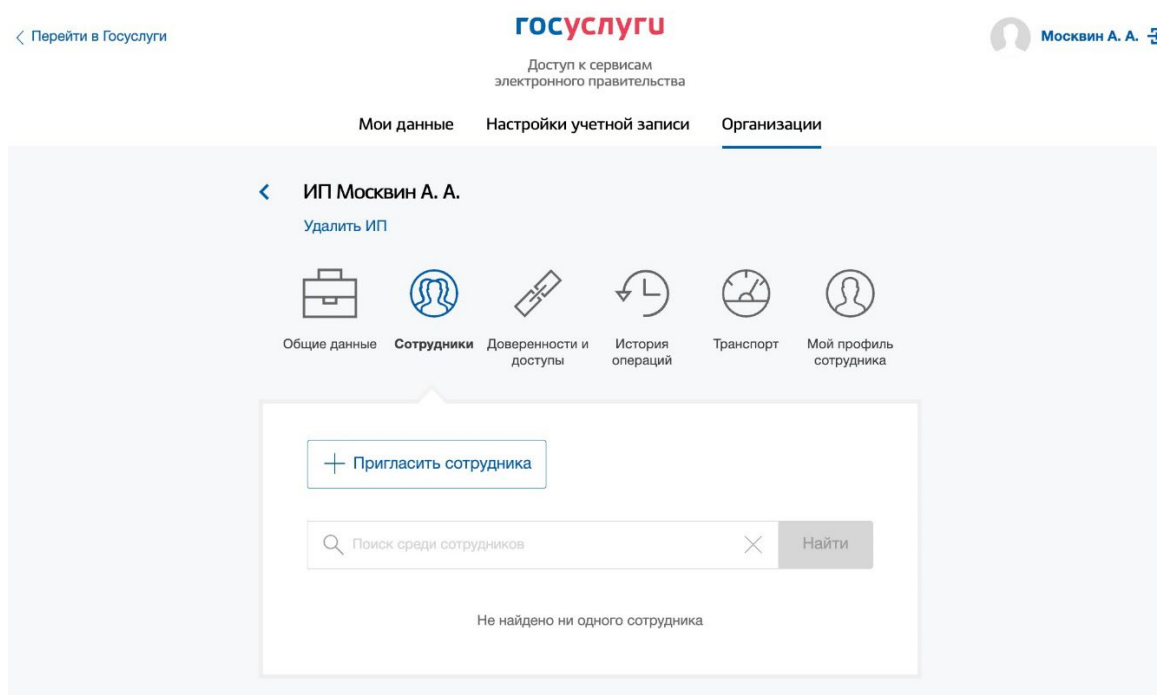 Перейти в Госуслуги
госуслуги
Москвин А. А.
Доступ к сервисам
электронного правительства
Мои данные
Настройки учетной записи
Организации
ИП Москвин А. А.
Удалить ИП
Общие данные
Сотрудники
Доверенности и
доступы
История
операций
Транспорт
Мой профиль
сотрудника
Пригласить сотрудника
Поиск среди сотрудников
Найти
Не найдено ни одного сотрудника